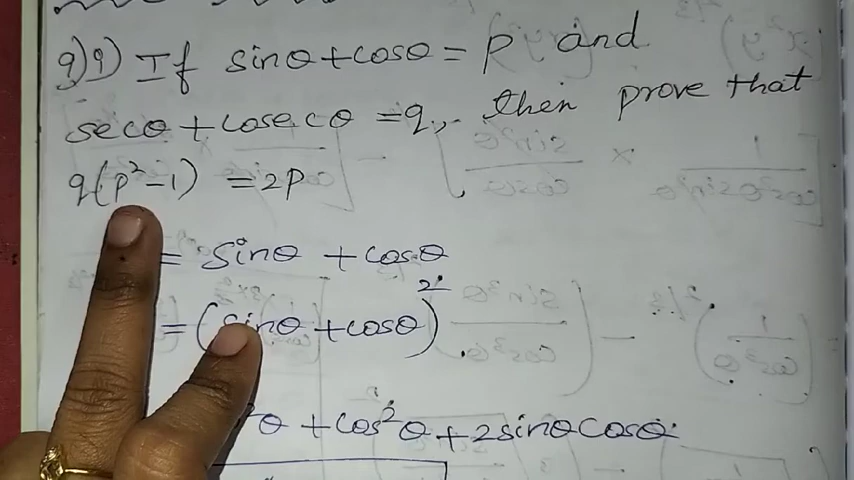 9) If sinθ+cosθ = p and
secθ+cosecθ = q, then prove that
q(p²-1) = 2p
= sinθ + cosθ
= (sinθ + cosθ)²
²θ + cos²θ + 2sinθcosθ